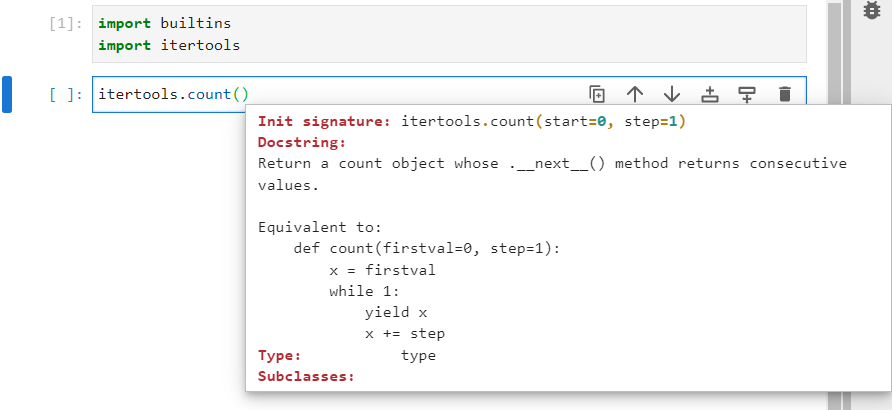 [1]: import builtins
import itertools
[ ]: itertools.count()
Init signature: itertools.count(start=0, step=1)
Docstring:
Return a count object whose .__next__() method returns consecutive
values.
Equivalent to:
    def count(firstval=0, step=1):
        x = firstval
        while 1:
            yield x
            x += step
Type:           type
Subclasses: